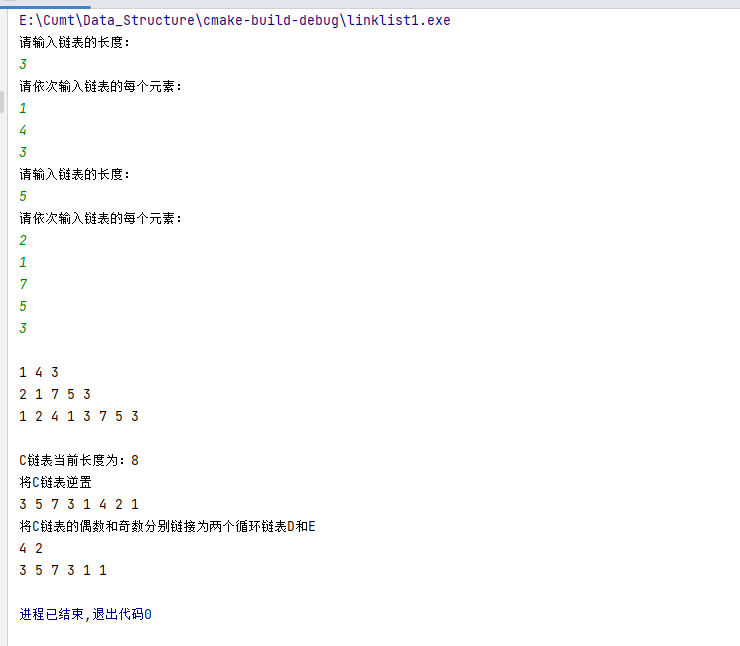 E:\Cumt\Data_Structure\cmake-build-debug\linklist1.exe
请输入链表的长度：
3
请依次输入链表的每个元素：
1
4
3
请输入链表的长度：
5
请依次输入链表的每个元素：
2
1
7
5
3
1 4 3
2 1 7 5 3
1 2 4 1 3 7 5 3
C链表当前长度为：8
将C链表逆置
3 5 7 3 1 4 2 1
将C链表的偶数和奇数分别链接为两个循环链表D和E
4 2
3 5 7 3 1 1
进程已结束,退出代码0